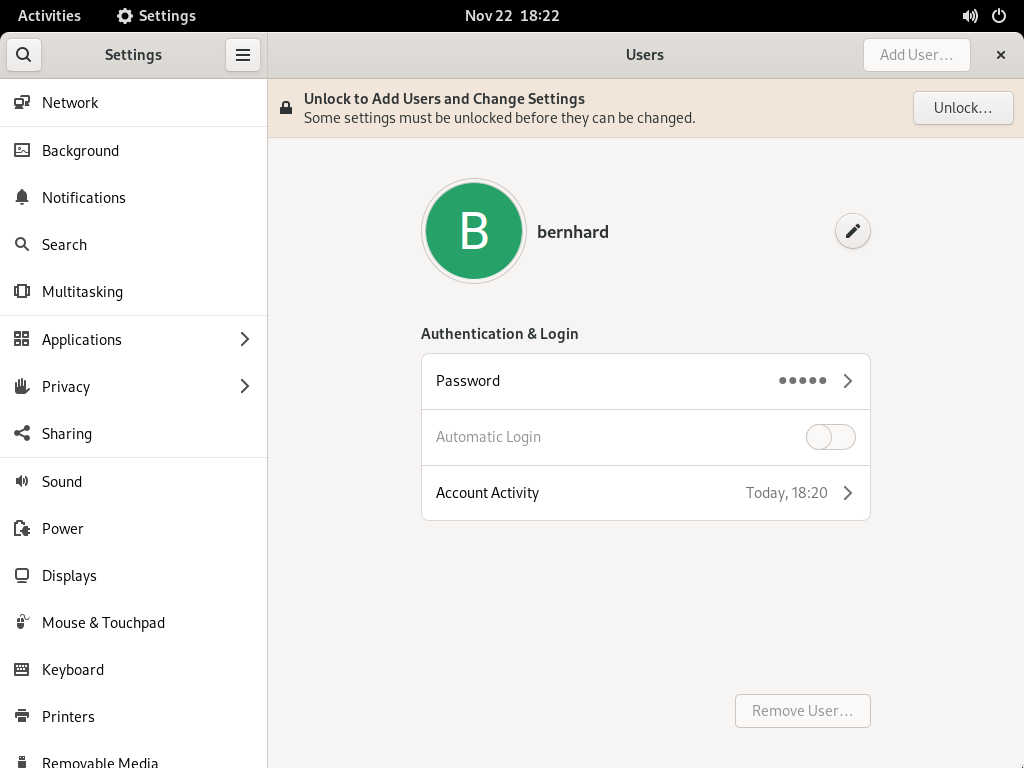 Activities
Settings
Nov 22 18:22
Settings
Users
Add User…
Network
Background
Notifications
Search
Multitasking
Applications
Privacy
Sharing
Sound
Power
Displays
Mouse & Touchpad
Keyboard
Printers
Removable Media
Unlock to Add Users and Change Settings
Some settings must be unlocked before they can be changed.
Unlock…
B
bernhard
Authentication & Login
Password
●●●●●
Automatic Login
Account Activity
Today, 18:20
Remove User…